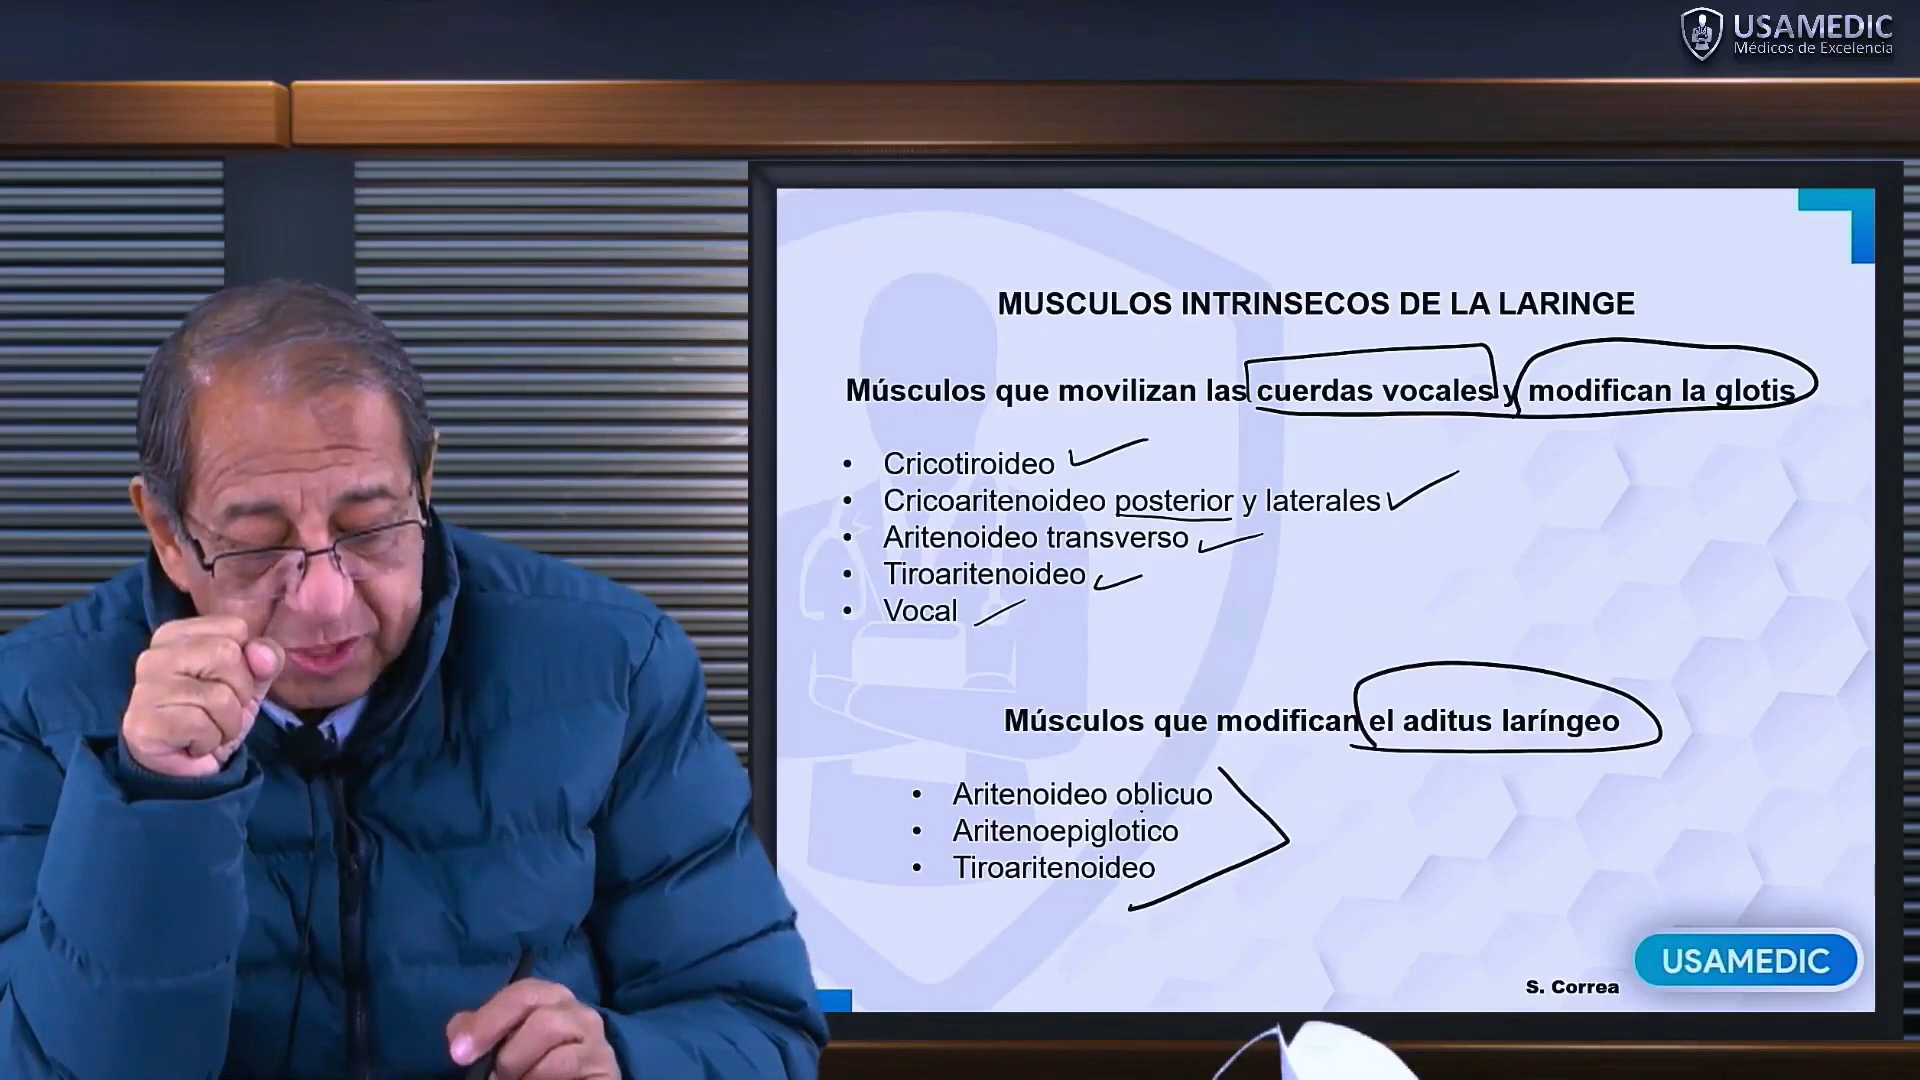 USAMEDIC
Médicos de Excelencia
MUSCULOS INTRINSECOS DE LA LARINGE
Músculos que movilizan las cuerdas vocales y modifican la glotis
• Cricotiroideo
• Cricoaritenoideo posterior y laterales
• Aritenoideo transverso
• Tiroaritenoideo
• Vocal
Músculos que modifican el aditus laríngeo
• Aritenoideo oblicuo
• Aritenoepiglotico
• Tiroaritenoideo
USAMEDIC
S. Correa